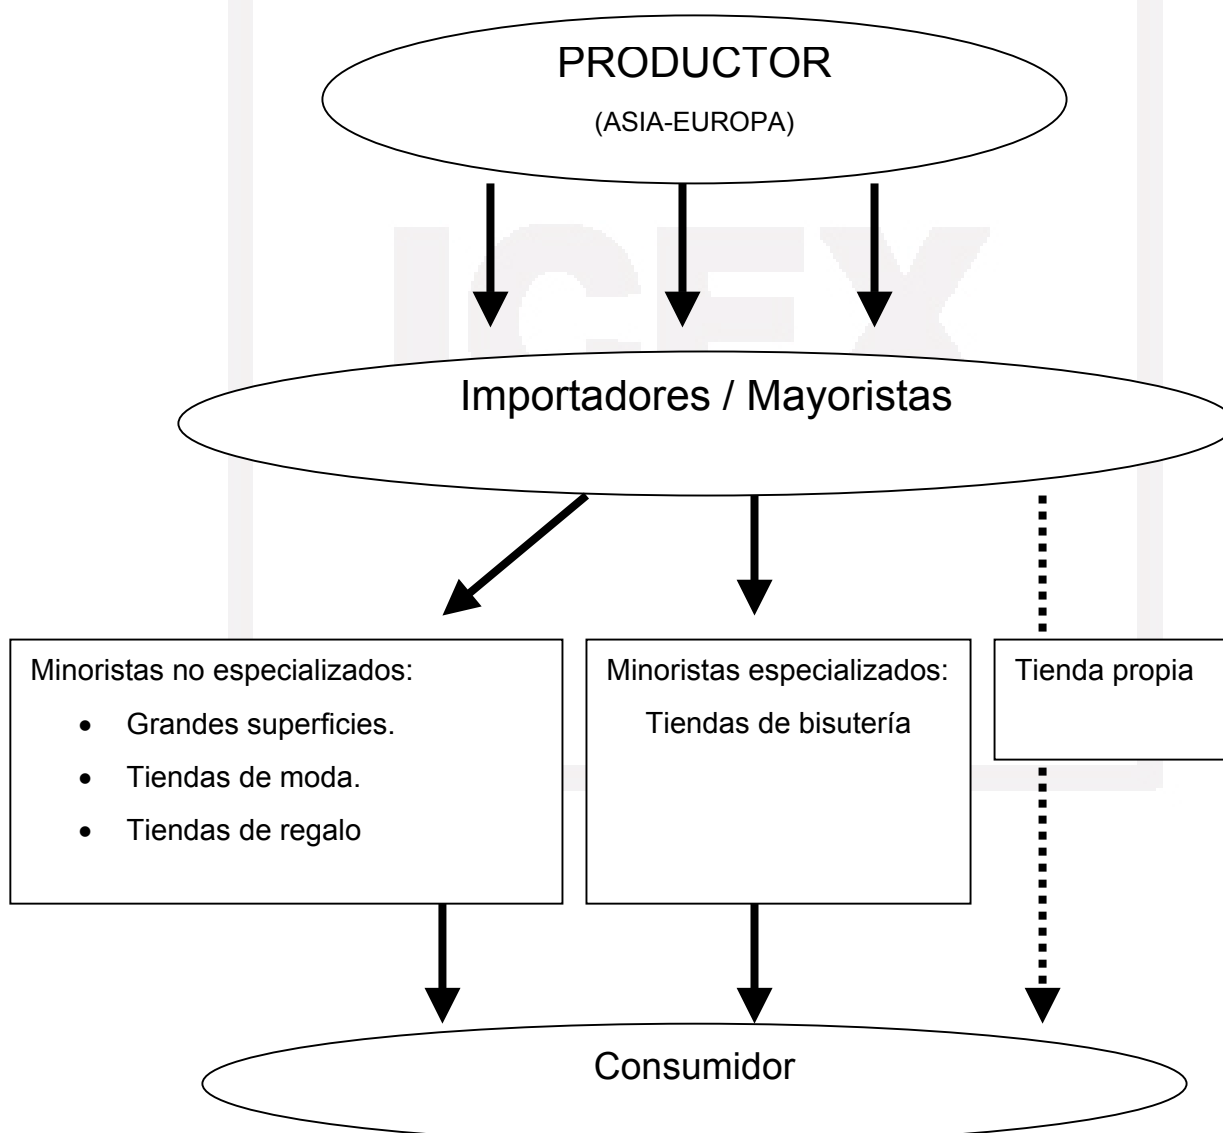 PRODUCTOR
(ASIA-EUROPA)
ICEX
Importadores / Mayoristas
Minoristas no especializados:
• Grandes superficies.
• Tiendas de moda.
• Tiendas de regalo
Minoristas especializados:
Tiendas de bisutería
Tienda propia
Consumidor